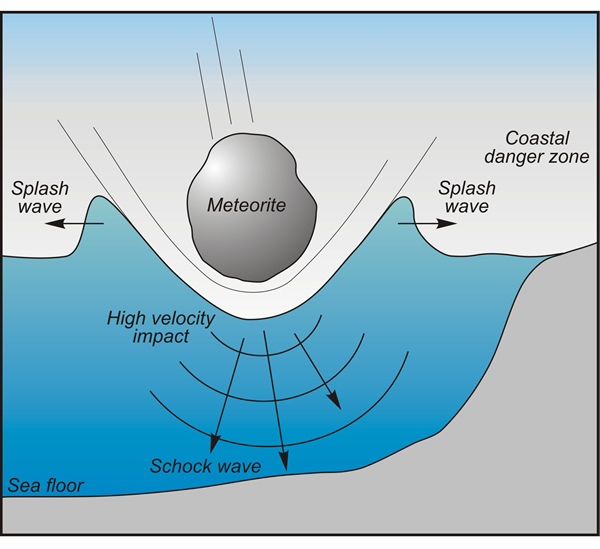 Coastal
danger zone
Splash
wave
Meteorite
Splash
wave
High velocity
impact
Schock wave
Sea floor